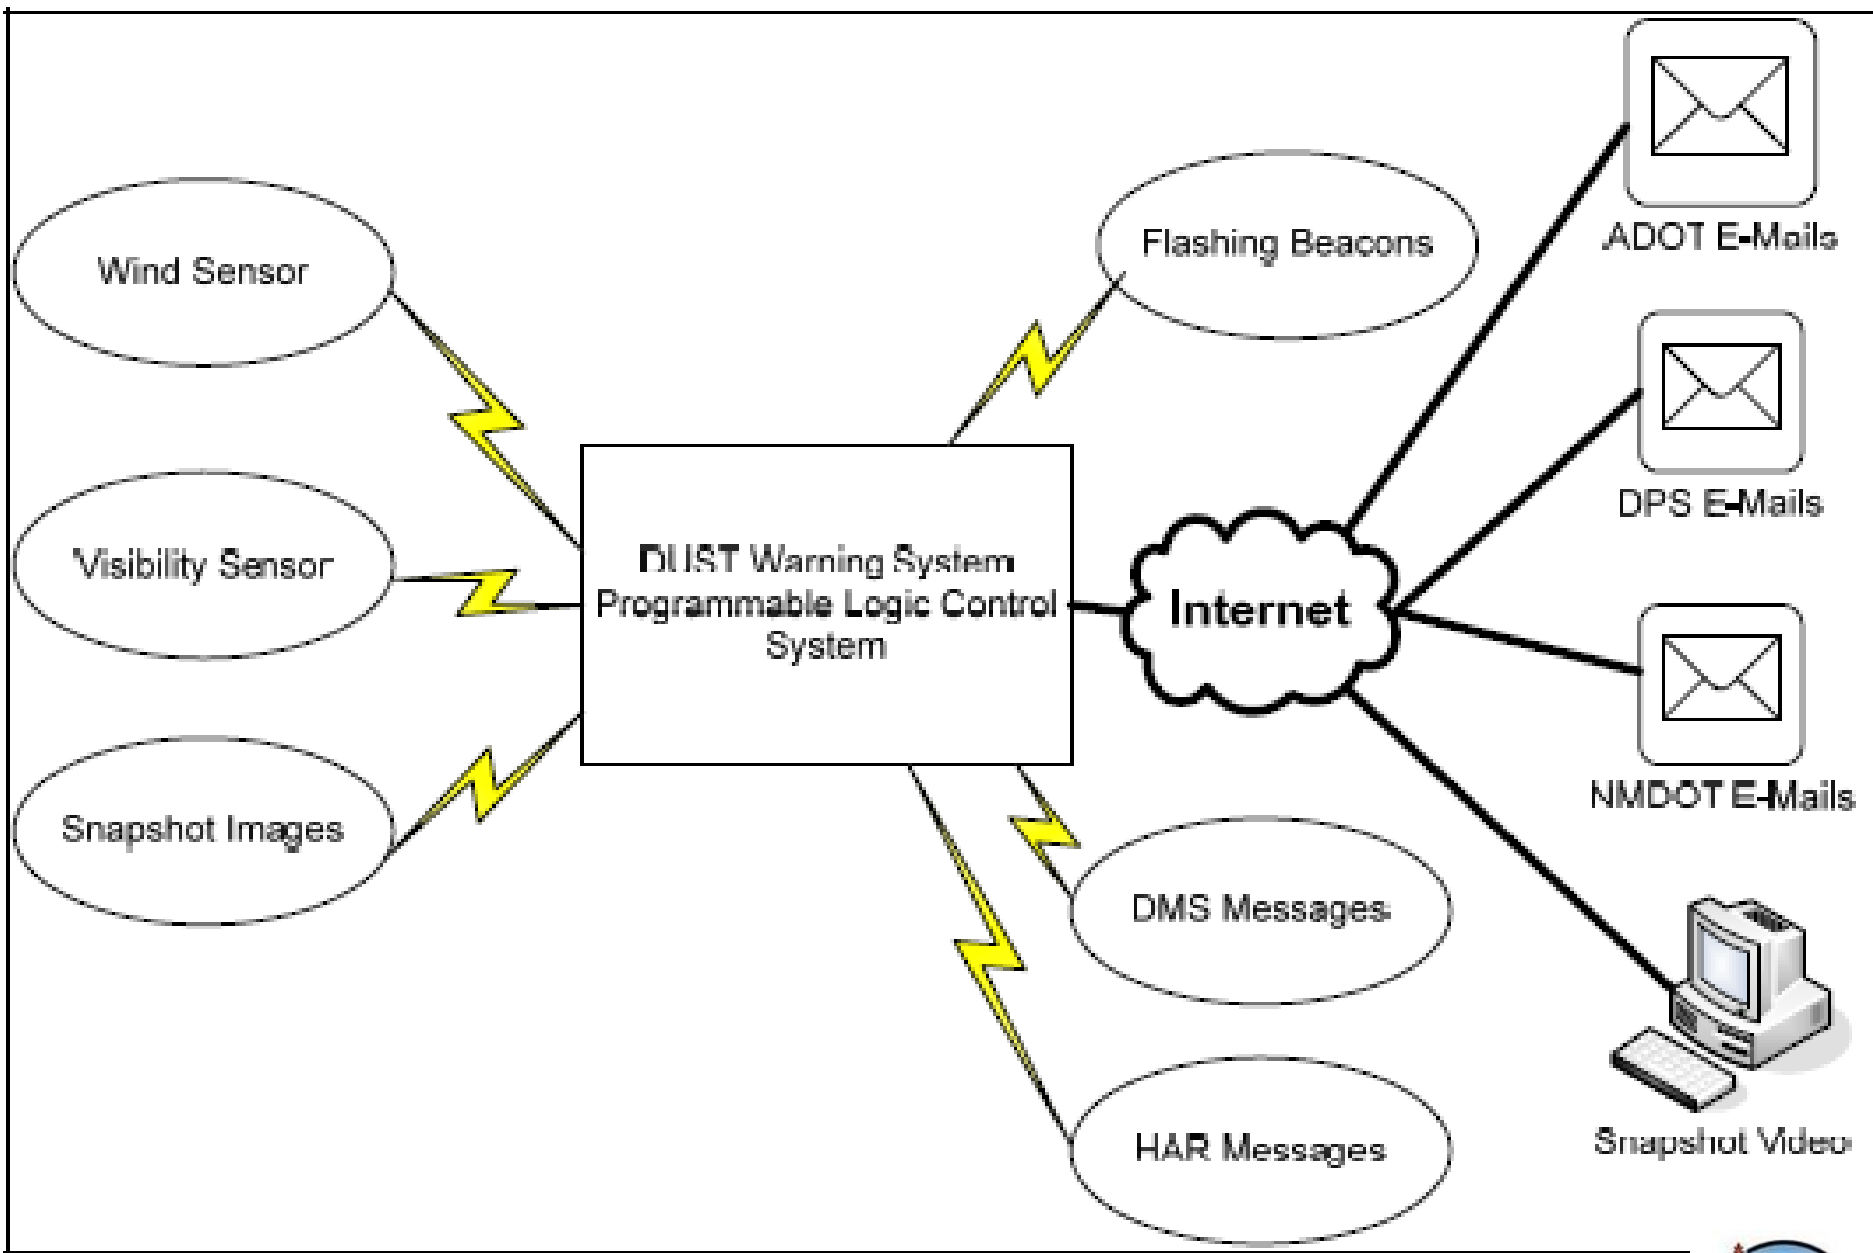 Wind Sensor
Visibility Sensor
Snapshot Images
DUST Warning System
Programmable Logic Control
System
Flashing Beacons
Internet
DMS Messages
HAR Messages
ADOT E-Mails
DPS E-Mails
NMDOT E-Mails
Snapshot Video